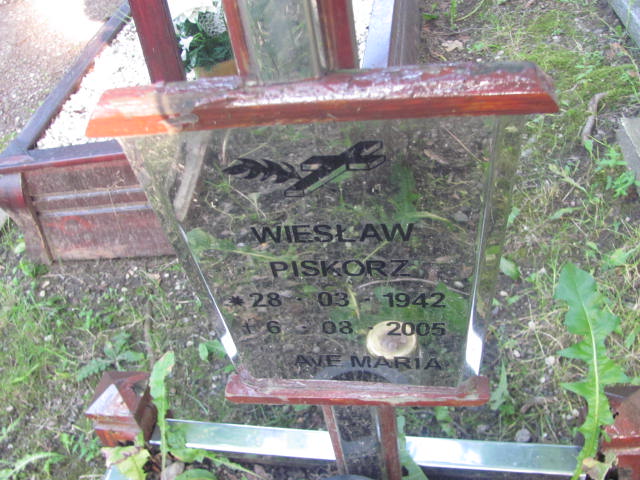 WIESŁAW
PISKORZ
* 28 - 03 - 1942
† 6 - 08 - 2005
AVE MARIA